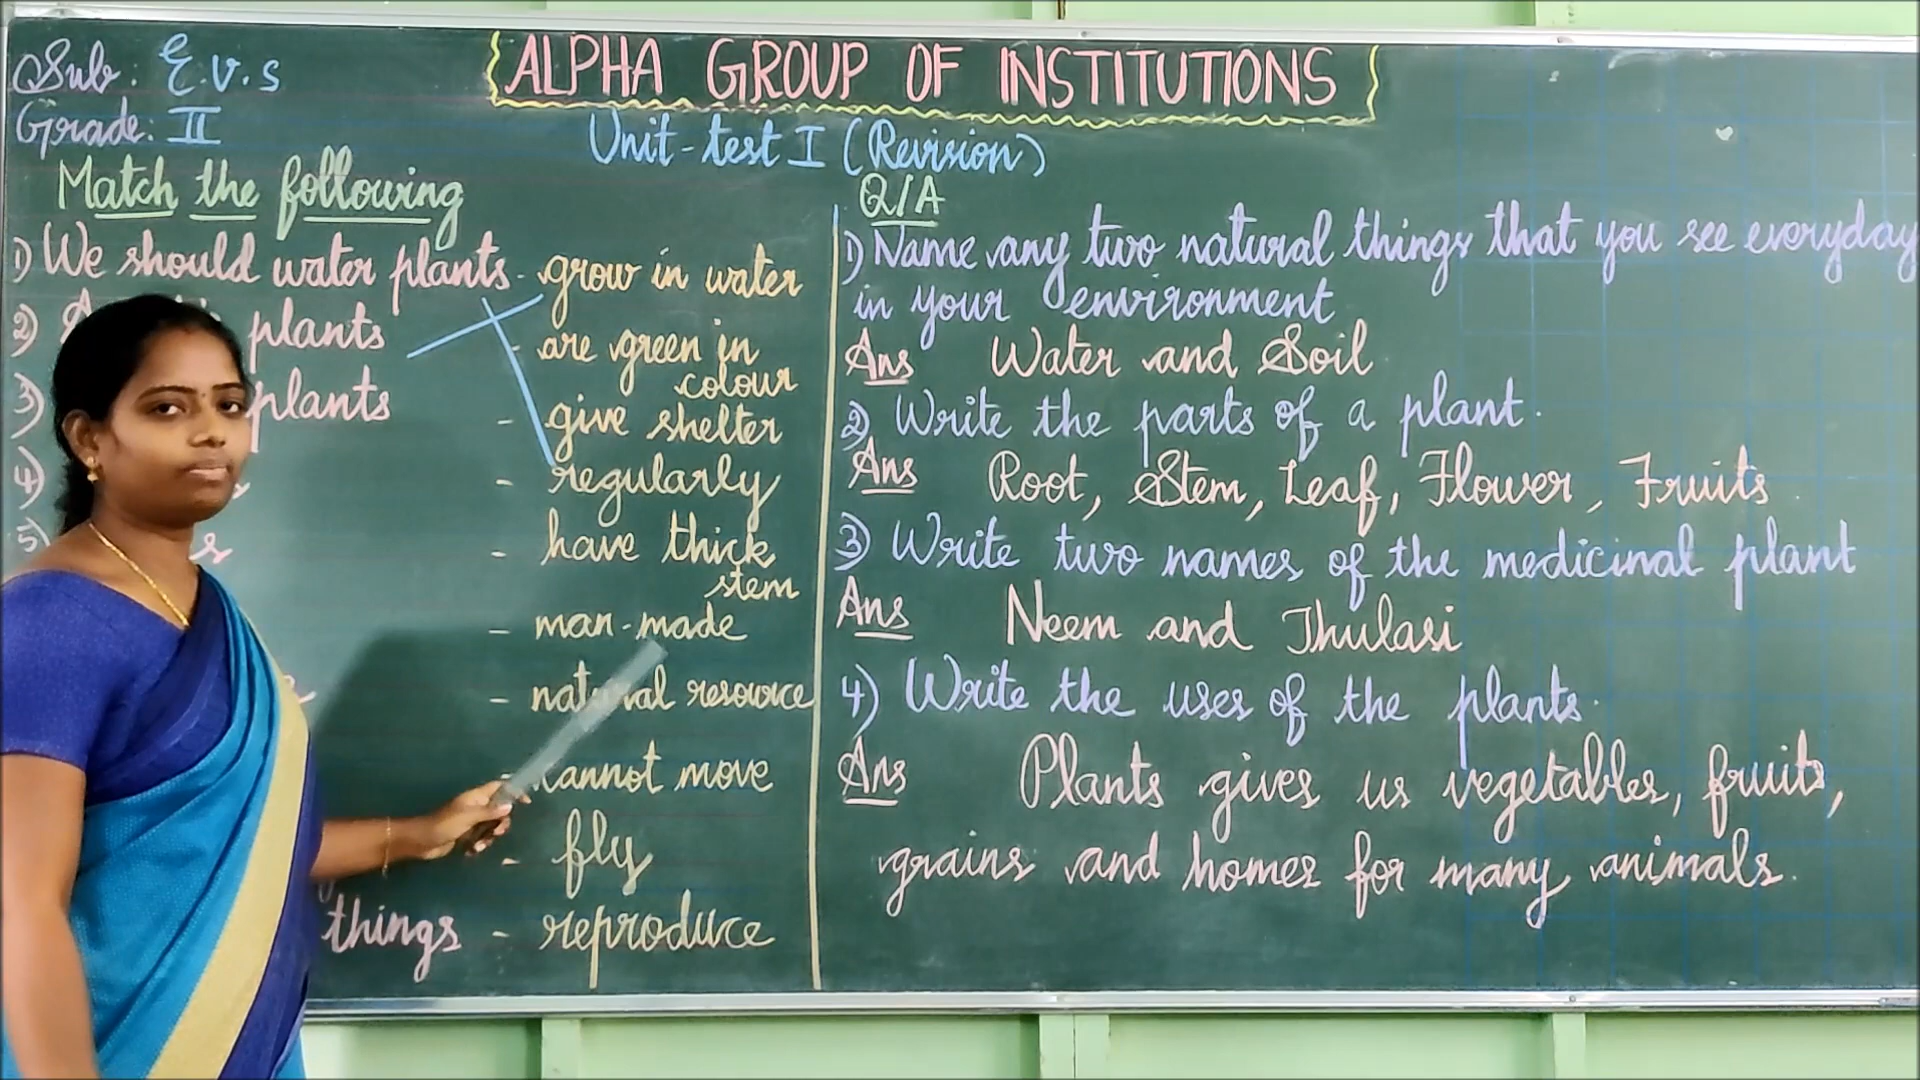 Sub: E.V.S
Grade: II
ALPHA GROUP OF INSTITUTIONS
Unit-test I (Revision)
Match the following
1) We should water plants - grow in water
2) plants - are green in
colour
3) plants - give shelter
4) - regularly
5) - have thick
stem
- man-made
- natural resource
- cannot move
- fly
things - reproduce
Q/A
1) Name any two natural things that you see everyday
in your environment
Ans Water and Soil
2) Write the parts of a plant.
Ans Root, Stem, Leaf, Flower, Fruits
3) Write two names of the medicinal plant
Ans Neem and Thulasi
4) Write the uses of the plants.
Ans Plants gives us vegetables, fruits,
grains and homes for many animals.